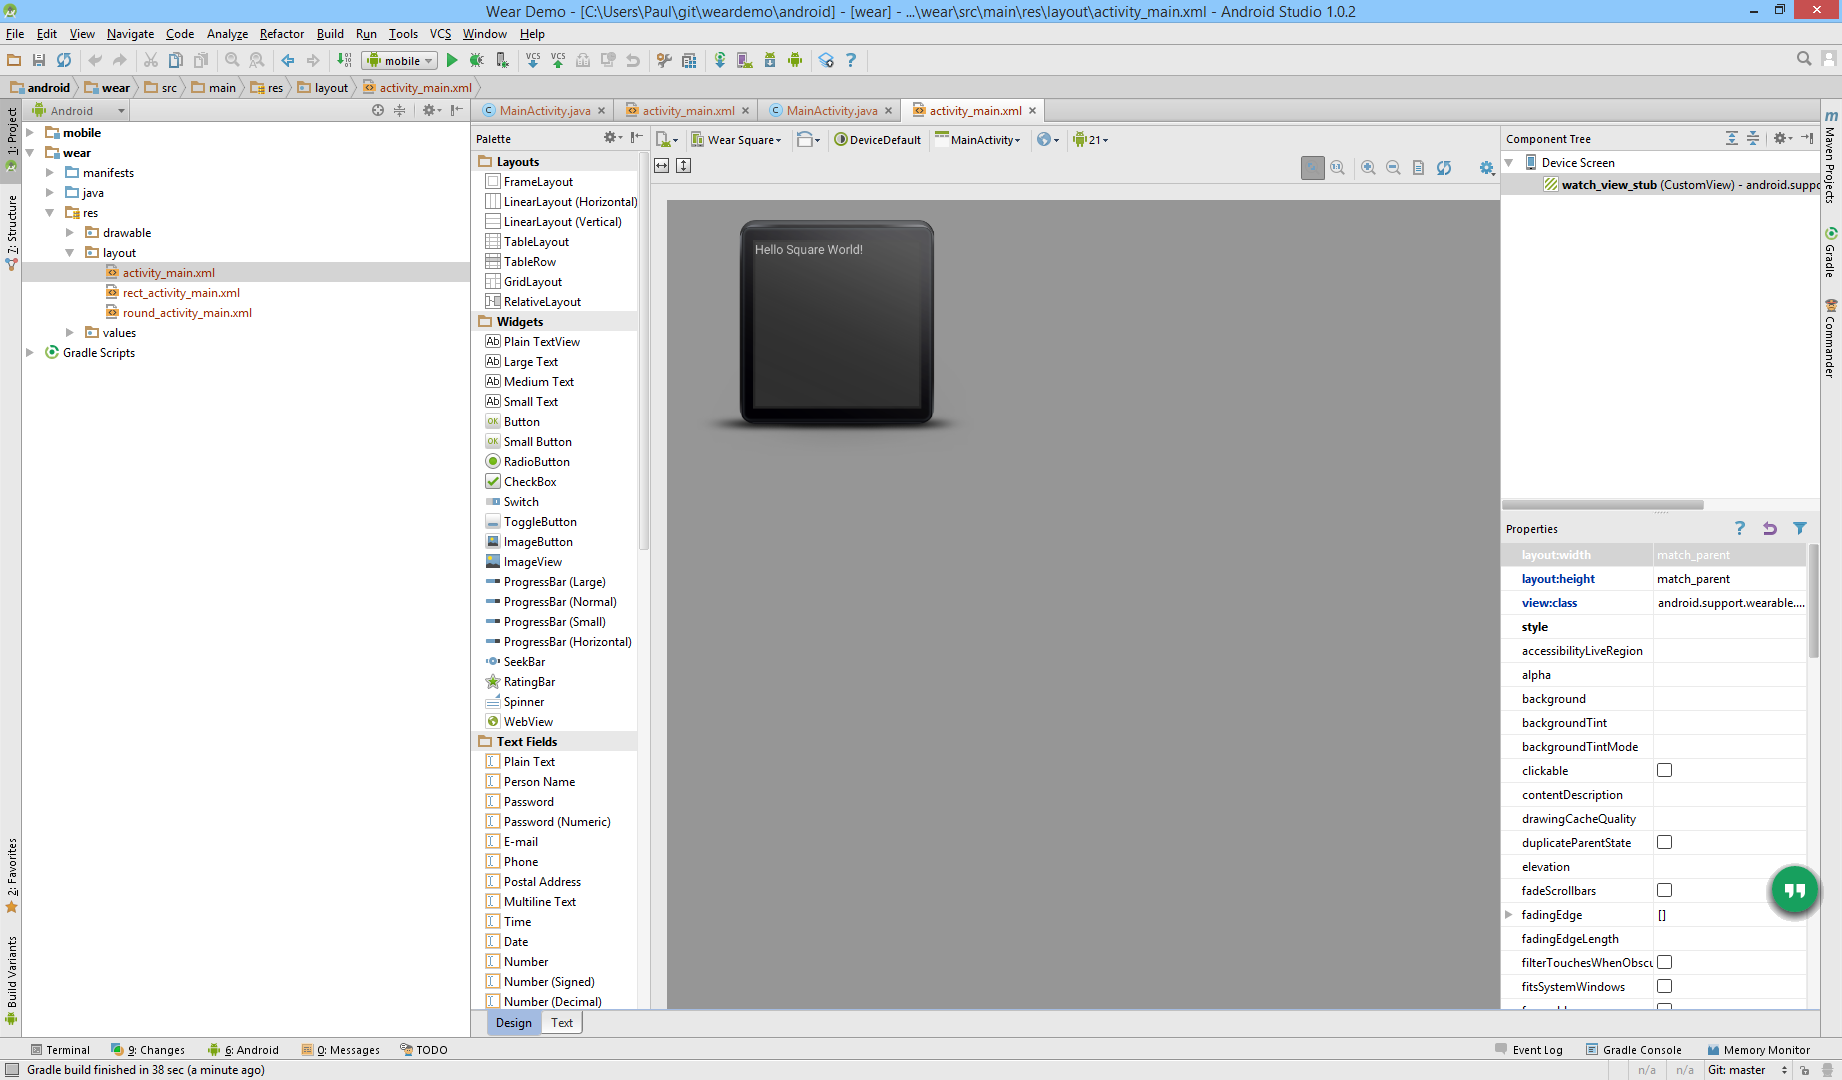 Wear Demo - [C:\Users\Paul\git\weardemo\android] - [wear] - ...\wear\src\main\res\layout\activity_main.xml - Android Studio 1.0.2
File Edit View Navigate Code Analyze Refactor Build Run Tools VCS Window Help
mobile VCS VCS
android wear src main res layout activity_main.xml
1: Project
7: Structure
2: Favorites
Build Variants
Android
mobile
wear
manifests
java
res
drawable
layout
activity_main.xml
rect_activity_main.xml
round_activity_main.xml
values
Gradle Scripts
MainActivity.java activity_main.xml MainActivity.java activity_main.xml
Palette
Layouts
FrameLayout
LinearLayout (Horizontal)
LinearLayout (Vertical)
TableLayout
TableRow
GridLayout
RelativeLayout
Widgets
Ab Plain TextView
Ab Large Text
Ab Medium Text
Ab Small Text
OK Button
OK Small Button
RadioButton
CheckBox
Switch
ToggleButton
ImageButton
ImageView
ProgressBar (Large)
ProgressBar (Normal)
ProgressBar (Small)
ProgressBar (Horizontal)
SeekBar
RatingBar
Spinner
WebView
Text Fields
Plain Text
Person Name
Password
Password (Numeric)
E-mail
Phone
Postal Address
Multiline Text
Time
Date
Number
Number (Signed)
Number (Decimal)
Wear Square DeviceDefault MainActivity 21
Hello Square World!
Design Text
Component Tree
Device Screen
watch_view_stub (CustomView) - android.suppo
Properties
layout:width match_parent
layout:height match_parent
view:class android.support.wearable....
style
accessibilityLiveRegion
alpha
background
backgroundTint
backgroundTintMode
clickable
contentDescription
drawingCacheQuality
duplicateParentState
elevation
fadeScrollbars
fadingEdge []
fadingEdgeLength
filterTouchesWhenObscu
fitsSystemWindows
Maven Projects
Gradle
Commander
Terminal 9: Changes 6: Android 0: Messages TODO Event Log Gradle Console Memory Monitor
Gradle build finished in 38 sec (a minute ago) n/a n/a Git: master